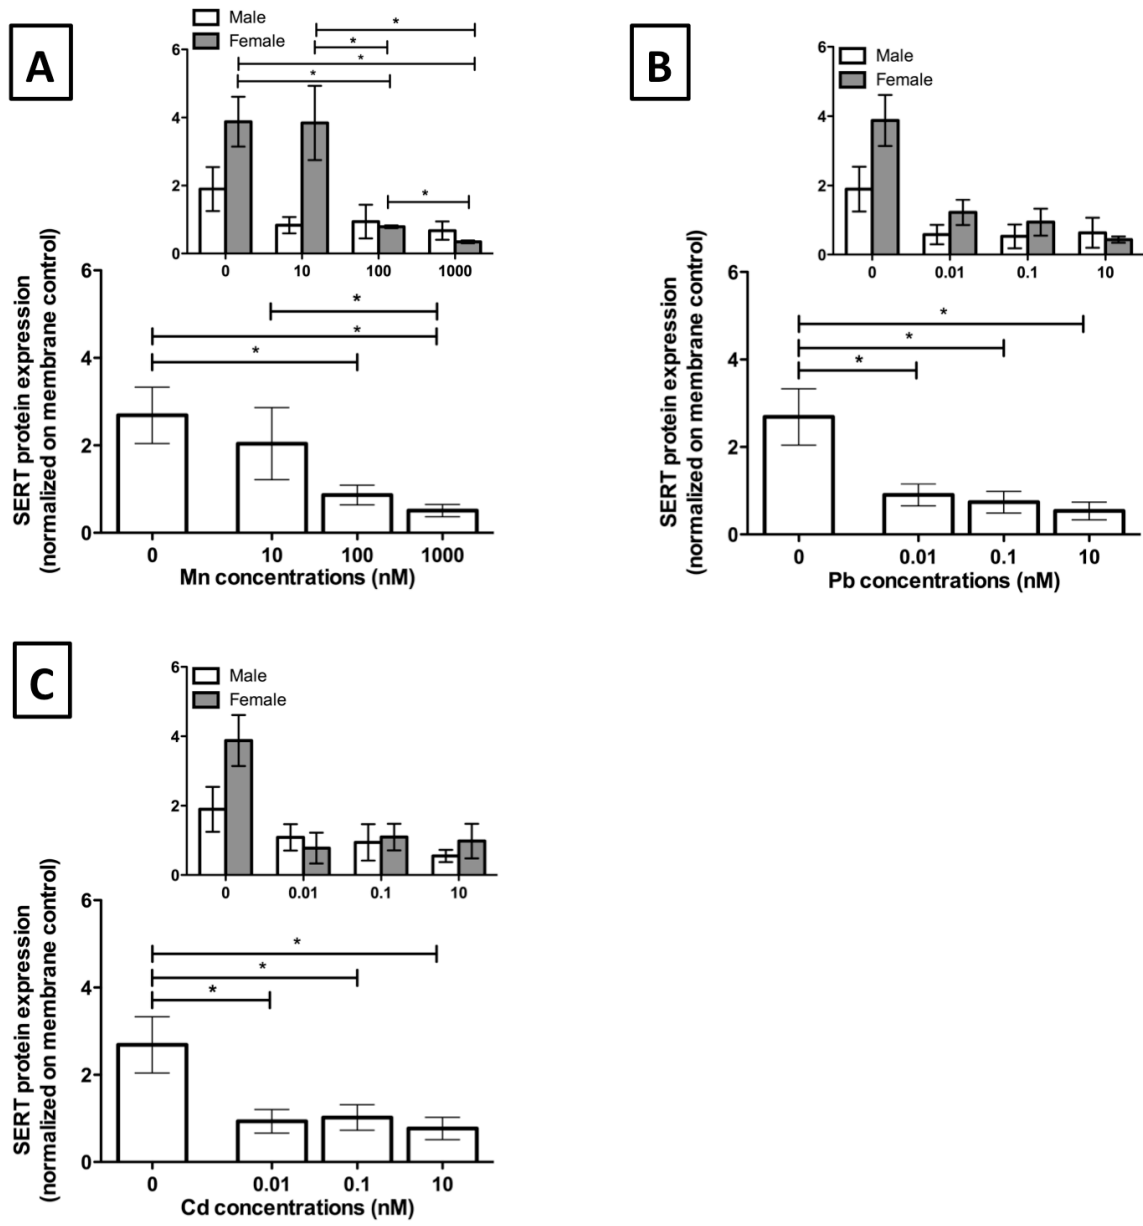 A
Male
Female
*
*
*
*
*
6
4
2
0
0 10 100 1000
SERT protein expression
(normalized on membrane control)
6
4
2
0
*
*
*
0 10 100 1000
Mn concentrations (nM)
B
Male
Female
6
4
2
0
0 0.01 0.1 10
SERT protein expression
(normalized on membrane control)
6
4
2
0
*
*
*
0 0.01 0.1 10
Pb concentrations (nM)
C
Male
Female
6
4
2
0
0 0.01 0.1 10
SERT protein expression
(normalized on membrane control)
6
4
2
0
*
*
*
0 0.01 0.1 10
Cd concentrations (nM)